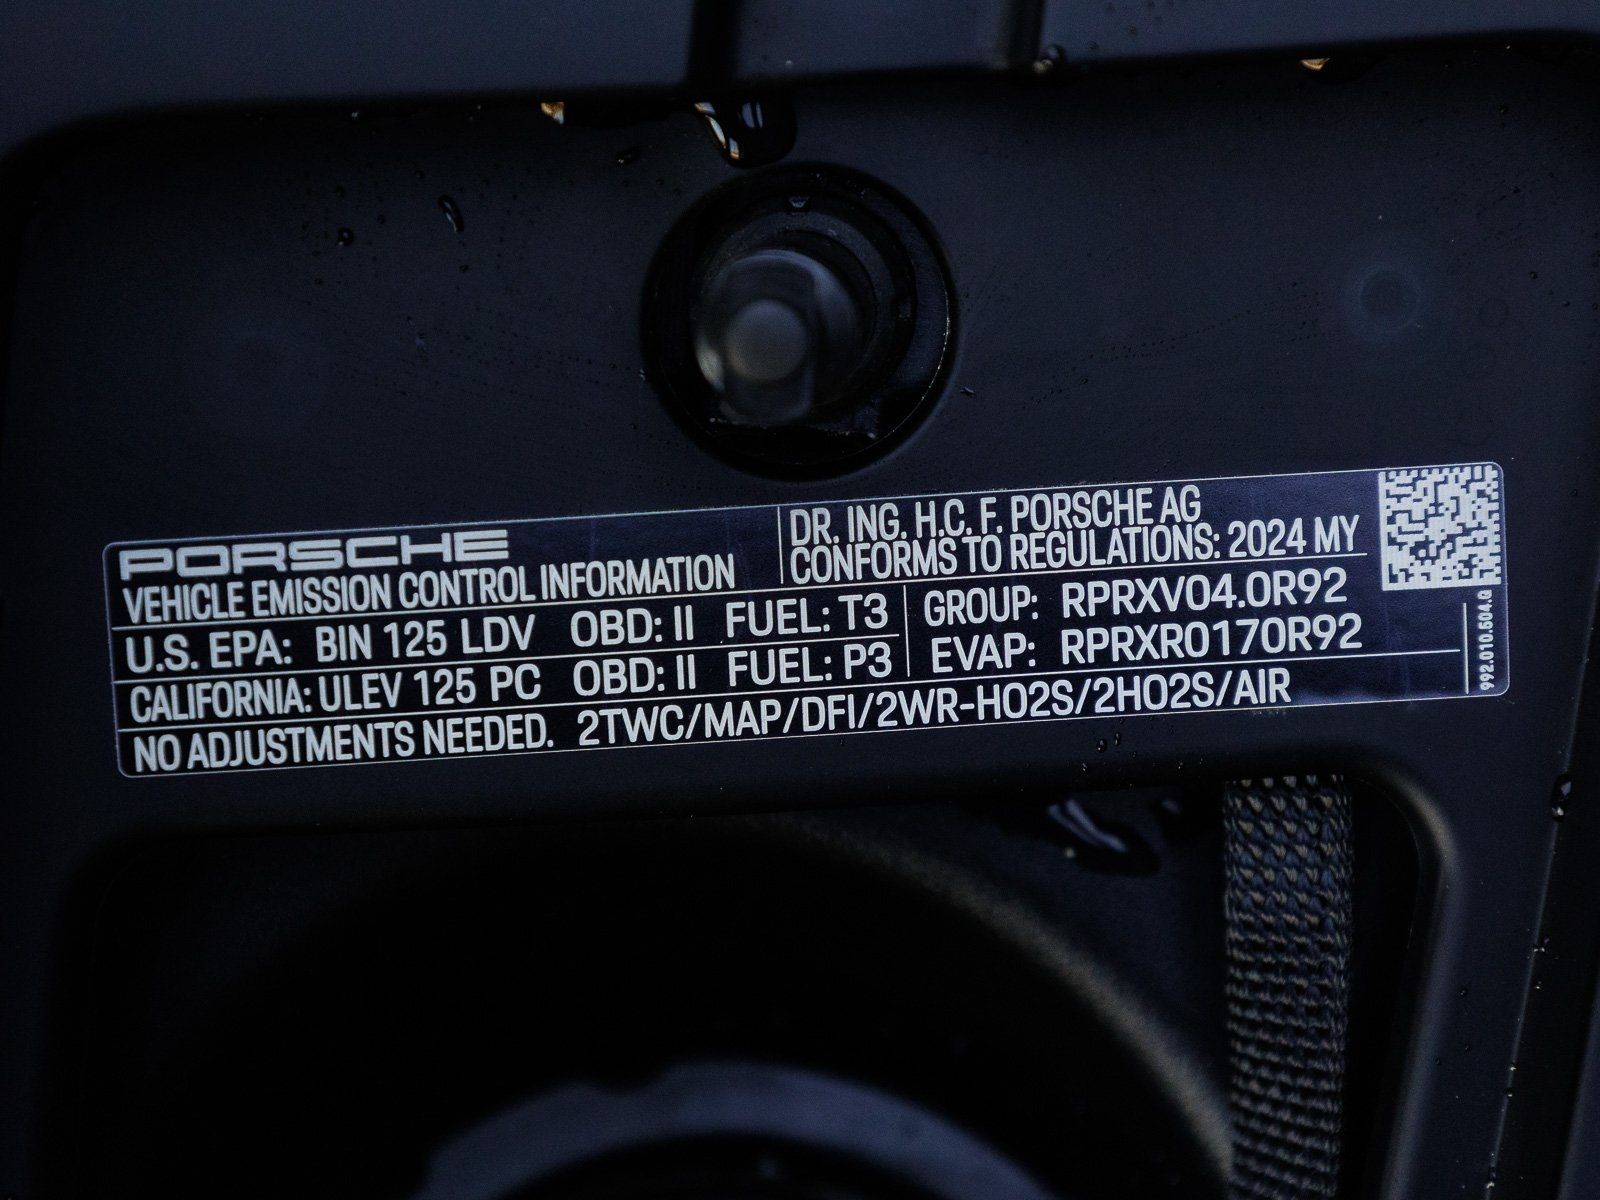 PORSCHE
VEHICLE EMISSION CONTROL INFORMATION
DR. ING. H.C. F. PORSCHE AG
CONFORMS TO REGULATIONS: 2024 MY
U.S. EPA: BIN 125 LDV OBD: II FUEL: T3
CALIFORNIA: ULEV 125 PC OBD: II FUEL: P3
GROUP: RPRXV04.0R92
EVAP: RPRXR0170R92
NO ADJUSTMENTS NEEDED. 2TWC/MAP/DFI/2WR-HO2S/2HO2S/AIR
992.010.504.Q